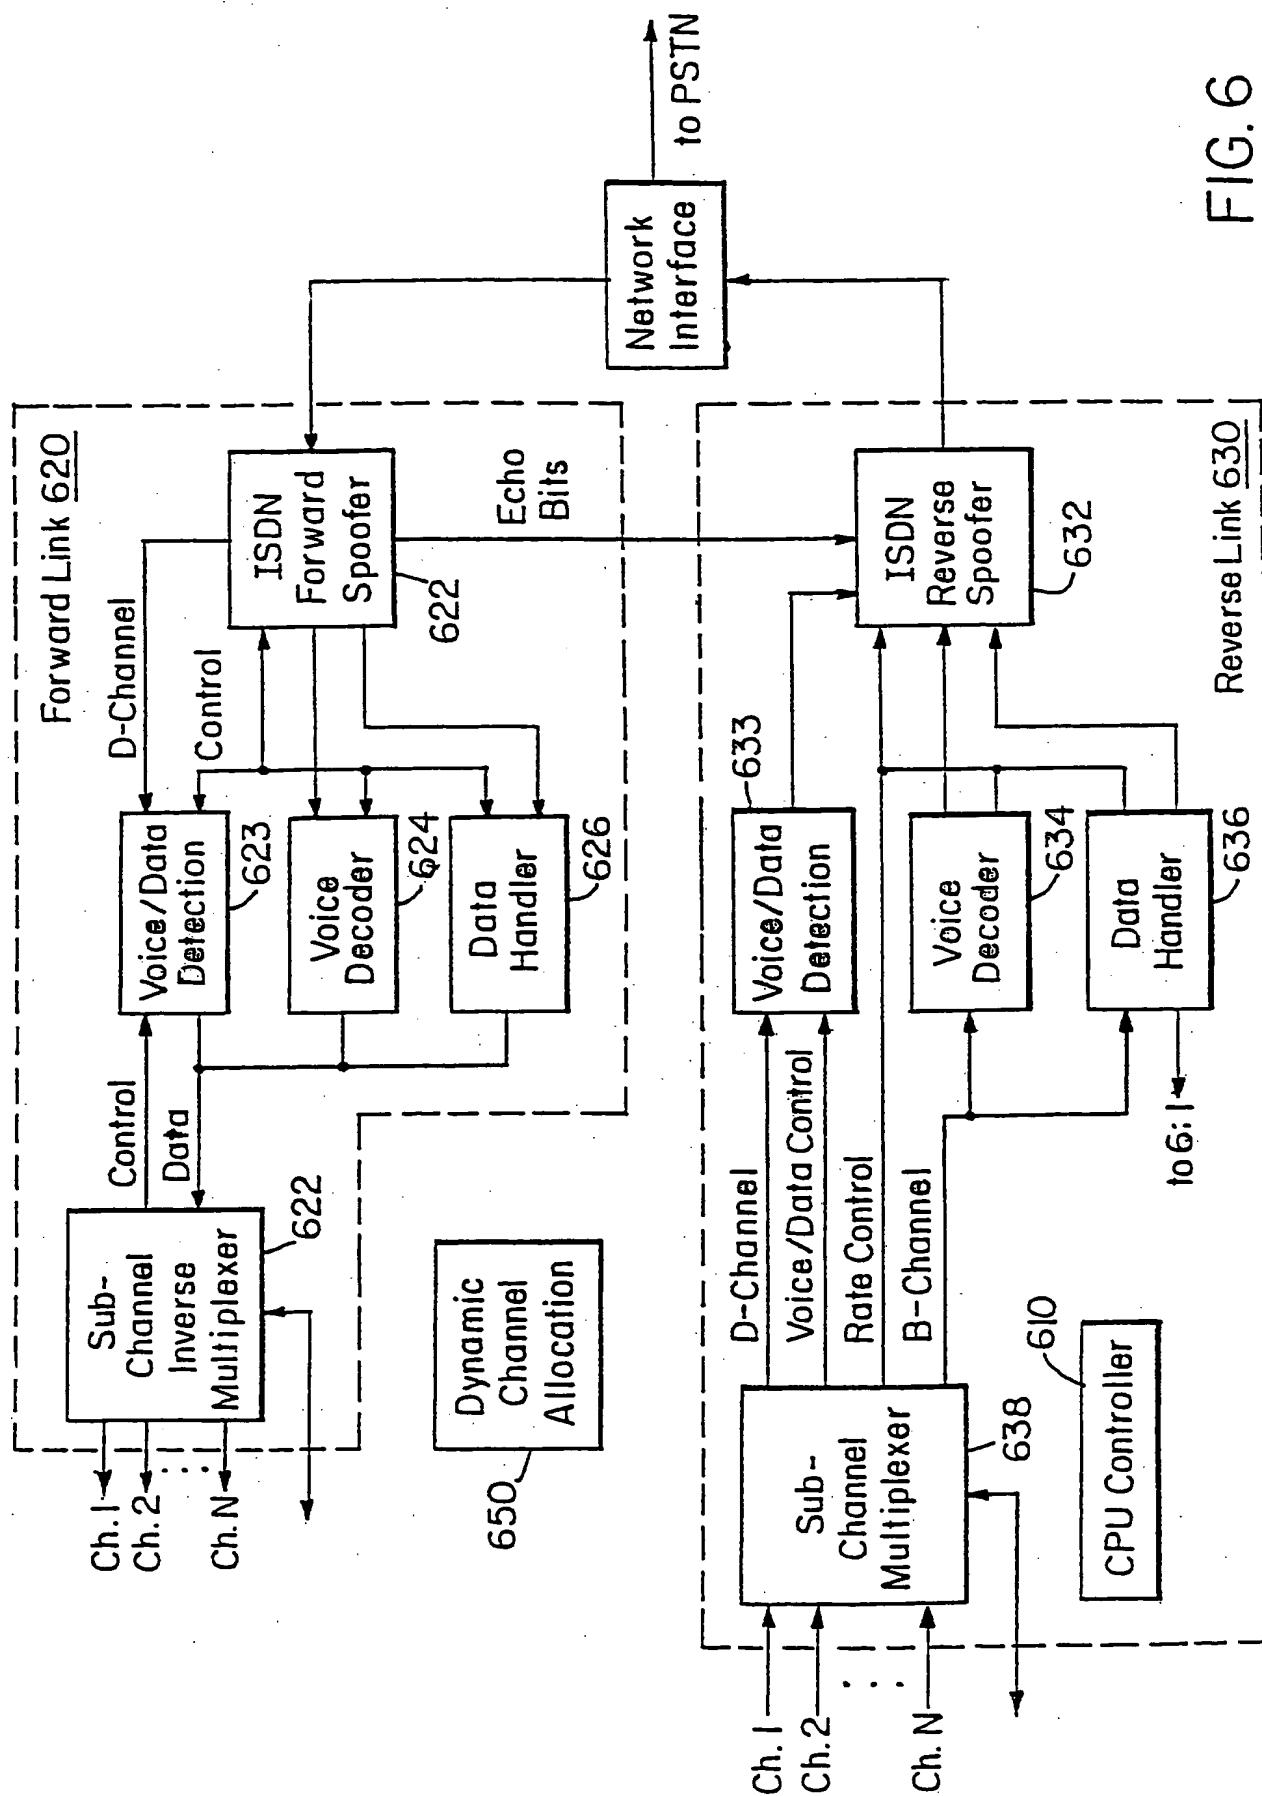 Forward Link 620
D-Channel
Control
ISDN
Forward
Spoofer
622
Echo
Bits
Voice/Data
Detection
623
Voice
Decoder
624
Data
Handler
626
Control
Data
Sub-
Channel
Inverse
Multiplexer
622
Ch. 1
Ch. 2
Ch. N
Dynamic
Channel
Allocation
650
Network
Interface
to PSTN
Reverse Link 630
ISDN
Reverse
Spoofer
632
Voice/Data
Detection
633
Voice
Decoder
634
Data
Handler
636
to 6:1
D-Channel
Voice/Data Control
Rate Control
B-Channel
Sub-
Channel
Multiplexer
638
Ch. 1
Ch. 2
Ch. N
CPU Controller
610
FIG. 6